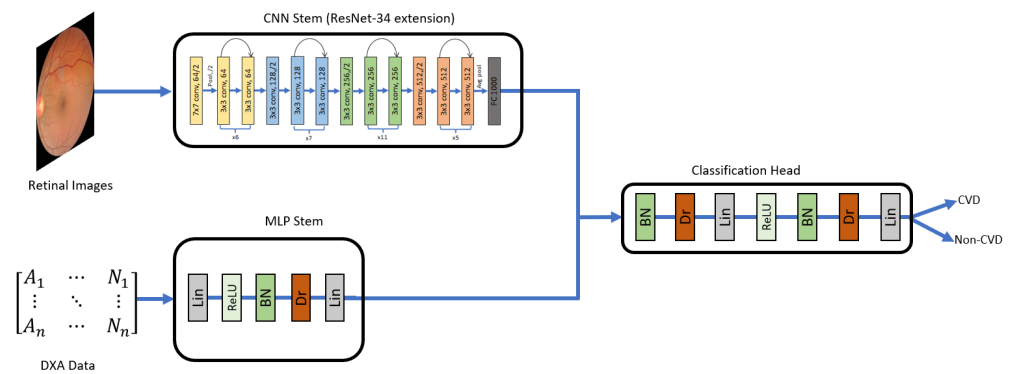 CNN Stem (ResNet-34 extension)
7x7 conv, 64/2
Pool,/2
3x3 conv, 64
3x3 conv, 64
3x3 conv, 128,/2
3x3 conv, 128
3x3 conv, 128
3x3 conv, 256,/2
3x3 conv, 256
3x3 conv, 256
3x3 conv, 512,/2
3x3 conv, 512
3x3 conv, 512
Avg pool
FC1000
x6
x7
x11
x5
Retinal Images
Classification Head
BN
Dr
Lin
ReLU
BN
Dr
Lin
CVD
Non-CVD
MLP Stem
Lin
ReLU
BN
Dr
Lin
A1 ⋯ N1
⋮ ⋱ ⋮
An ⋯ Nn
DXA Data